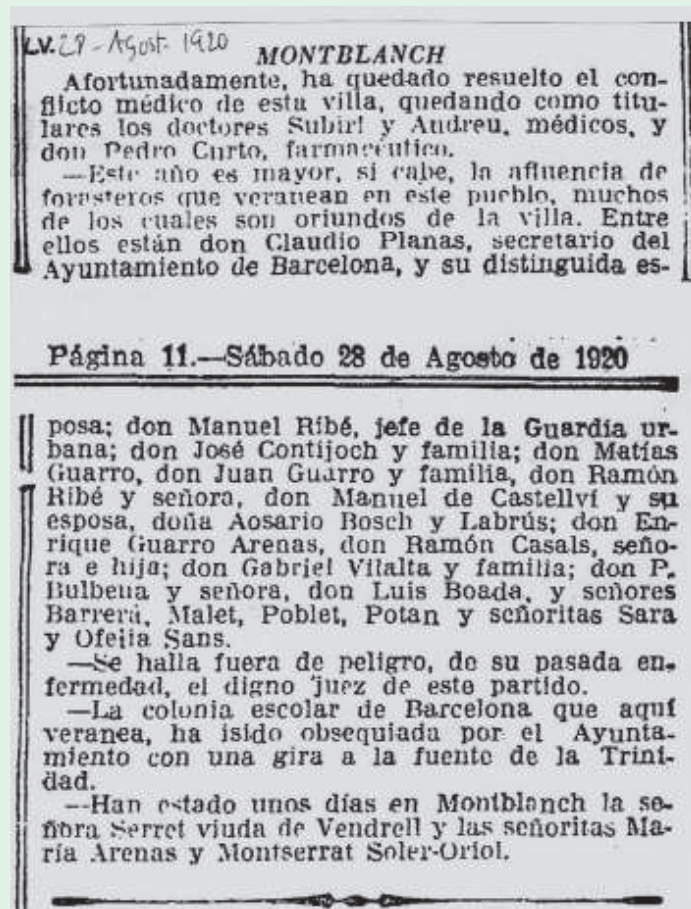 L.V. 28-Agost-1920
MONTBLANCH
Afortunadamente, ha quedado resuelto el con-
flicto médico de esta villa, quedando como titu-
lares los doctores Subirl y Audreu, médicos, y
don Pedro Curto, farmacéutico.
—Este año es mayor, si cabe, la afluencia de
forasteros que veranean en este pueblo, muchos
de los cuales son oriundos de la villa. Entre
ellos están don Claudio Planas, secretario del
Ayuntamiento de Barcelona, y su distinguida es-
Página 11.—Sábado 28 de Agosto de 1920
posa; don Manuel Ribé, jefe de la Guardia ur-
bana; don José Contijoch y familia; don Matías
Guarro, don Juan Guarro y familia, don Ramón
Ribé y señora, don Manuel de Castellví y su
esposa, doña Aosario Bosch y Labrús; don En-
rique Guarro Arenas, don Ramón Casals, seño-
ra e hija; don Gabriel Vilalta y familia; don P.
Bulbena y señora, don Luis Boada, y señores
Barrerá, Malet, Poblet, Potan y señoritas Sara
y Ofelia Sans.
—Se halla fuera de peligro, de su pasada en-
fermedad, el digno juez de este partido.
—La colonia escolar de Barcelona que aquí
veranea, ha isido obsequiada por el Ayunta-
miento con una gira a la fuente de la Trini-
dad.
—Han estado unos días en Montblanch la se-
ñora Serret viuda de Vendrell y las señoritas Ma-
ría Arenas y Montserrat Soler-Oriol.